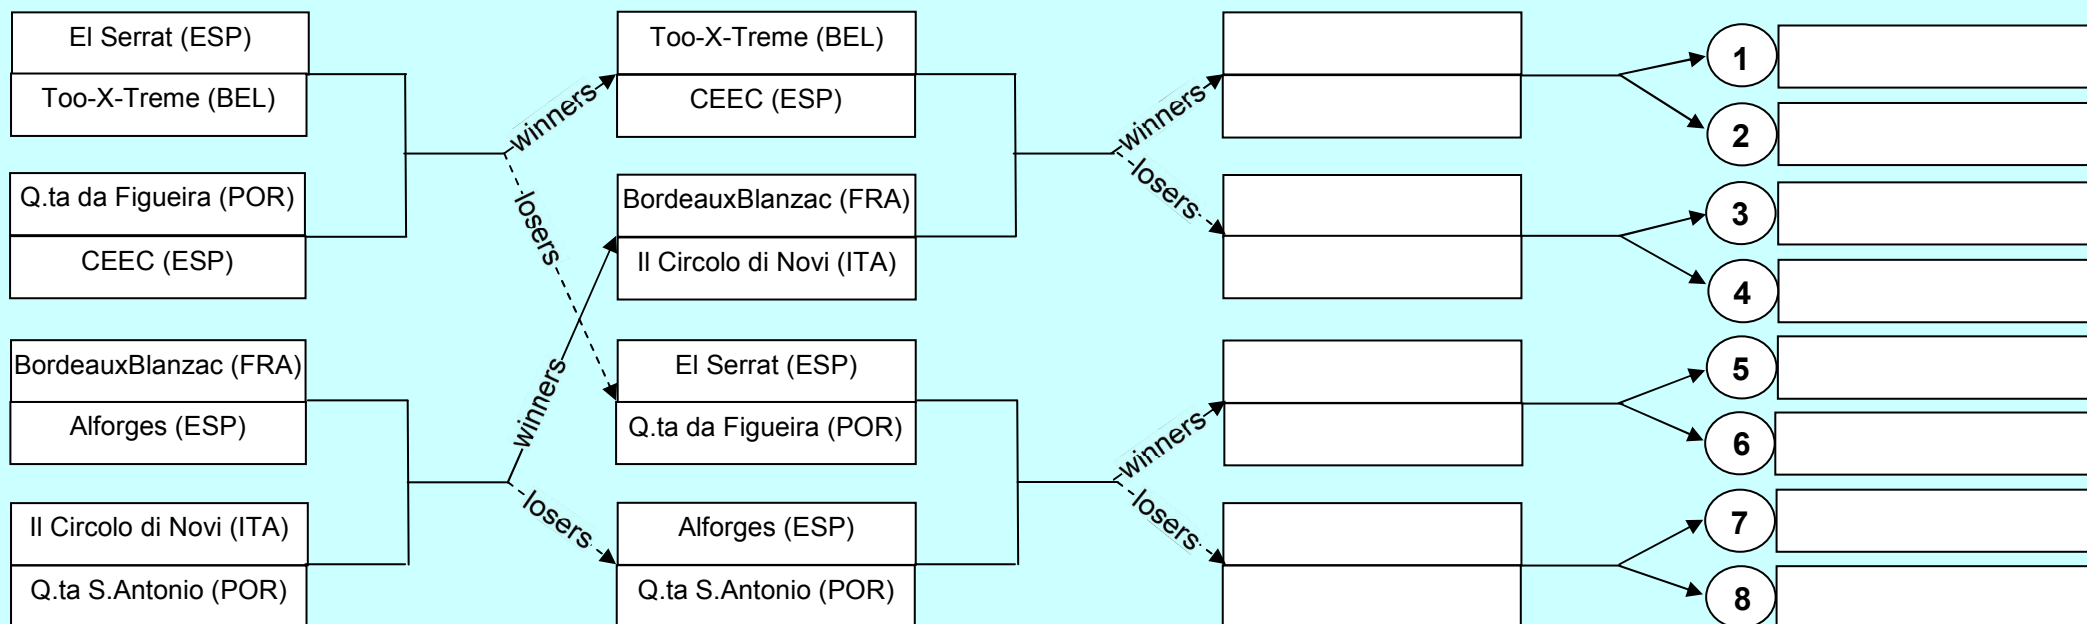 El Serrat (ESP)
Too-X-Treme (BEL)
Q.ta da Figueira (POR)
CEEC (ESP)
BordeauxBlanzac (FRA)
Alforges (ESP)
Il Circolo di Novi (ITA)
Q.ta S.Antonio (POR)
winners
losers
winners
losers
Too-X-Treme (BEL)
CEEC (ESP)
BordeauxBlanzac (FRA)
Il Circolo di Novi (ITA)
El Serrat (ESP)
Q.ta da Figueira (POR)
Alforges (ESP)
Q.ta S.Antonio (POR)
winners
losers
winners
losers
1
2
3
4
5
6
7
8